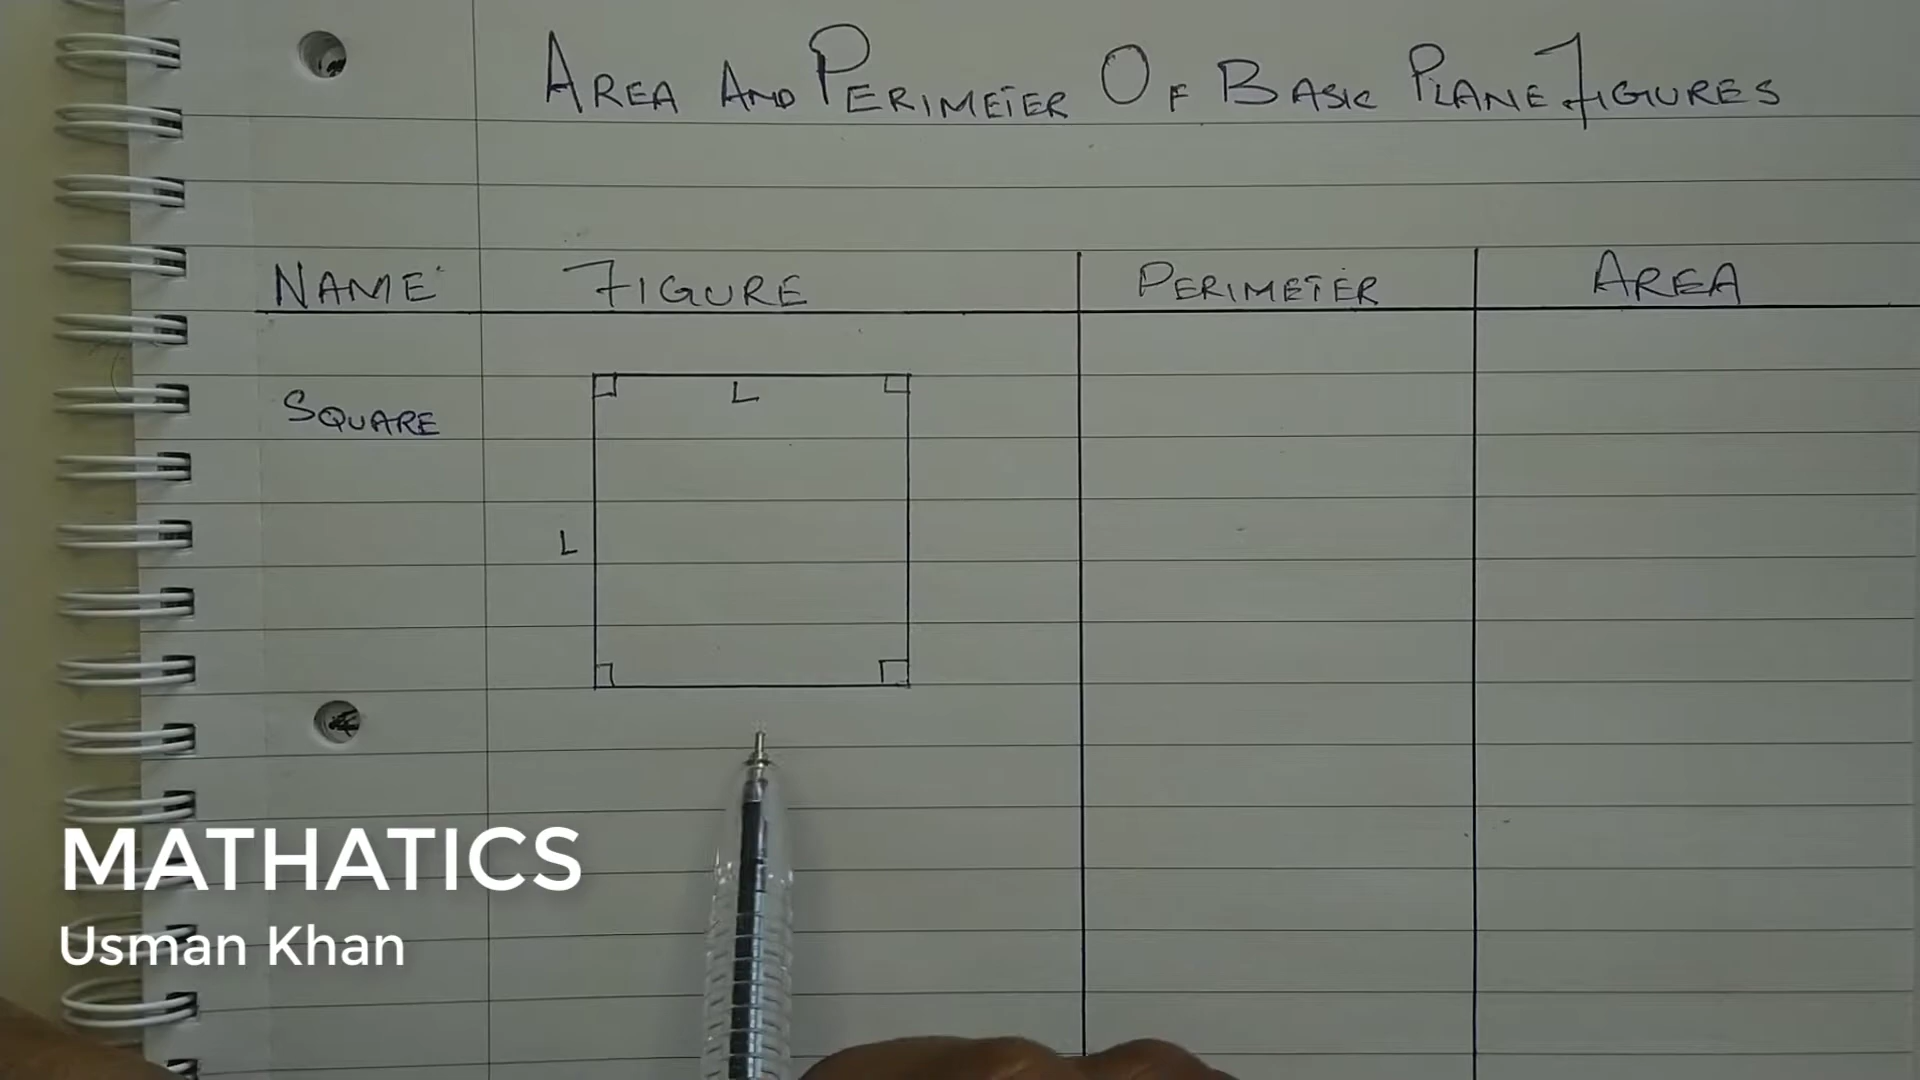 AREA AND PERIMETER OF BASIC PLANE FIGURES
NAME FIGURE PERIMETER AREA
SQUARE
L
L
MATHATICS
Usman Khan